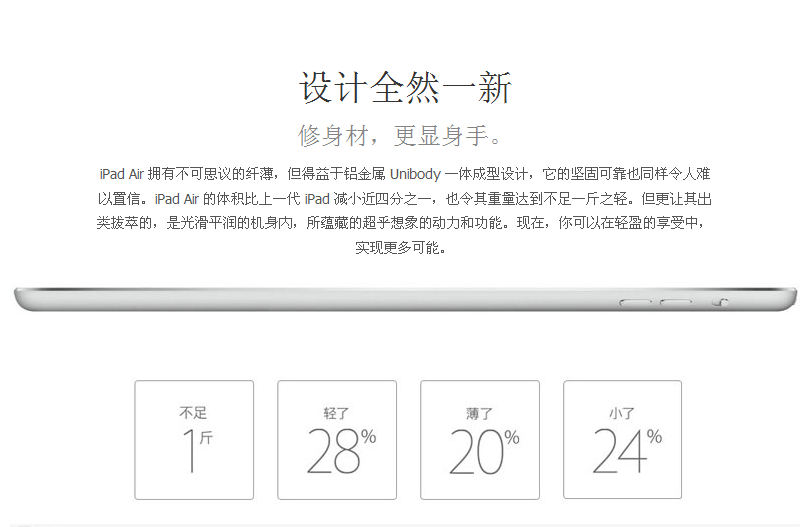 设计全然一新
修身材，更显身手。
iPad Air 拥有不可思议的纤薄，但得益于铝金属 Unibody 一体成型设计，它的坚固可靠也同样令人难
以置信。iPad Air 的体积比上一代 iPad 减小近四分之一，也令其重量达到不足一斤之轻。但更让其出
类拔萃的，是光滑平润的机身内，所蕴藏的超乎想象的动力和功能。现在，你可以在轻盈的享受中，
实现更多可能。
不足
1斤
轻了
28%
薄了
20%
小了
24%